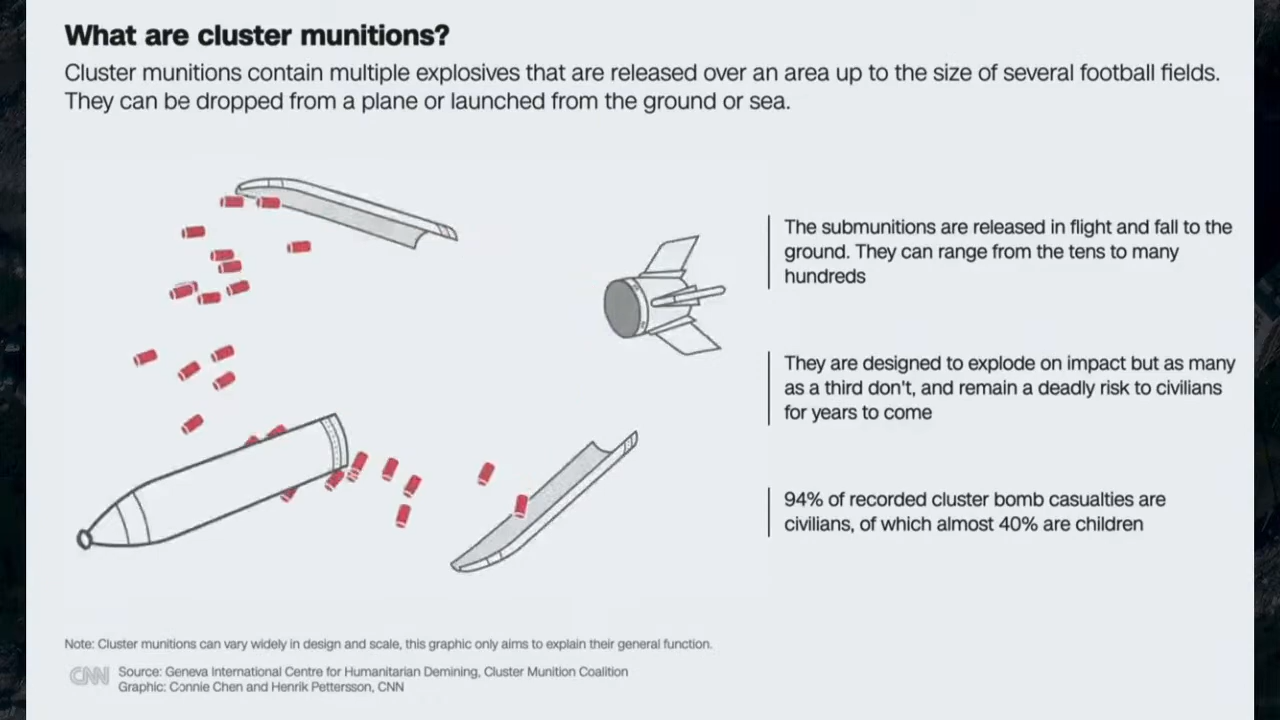 What are cluster munitions?
Cluster munitions contain multiple explosives that are released over an area up to the size of several football fields.
They can be dropped from a plane or launched from the ground or sea.
The submunitions are released in flight and fall to the
ground. They can range from the tens to many
hundreds
They are designed to explode on impact but as many
as a third don't, and remain a deadly risk to civilians
for years to come
94% of recorded cluster bomb casualties are
civilians, of which almost 40% are children
Note: Cluster munitions can vary widely in design and scale, this graphic only aims to explain their general function.
CNN
Source: Geneva International Centre for Humanitarian Demining, Cluster Munition Coalition
Graphic: Connie Chen and Henrik Pettersson, CNN